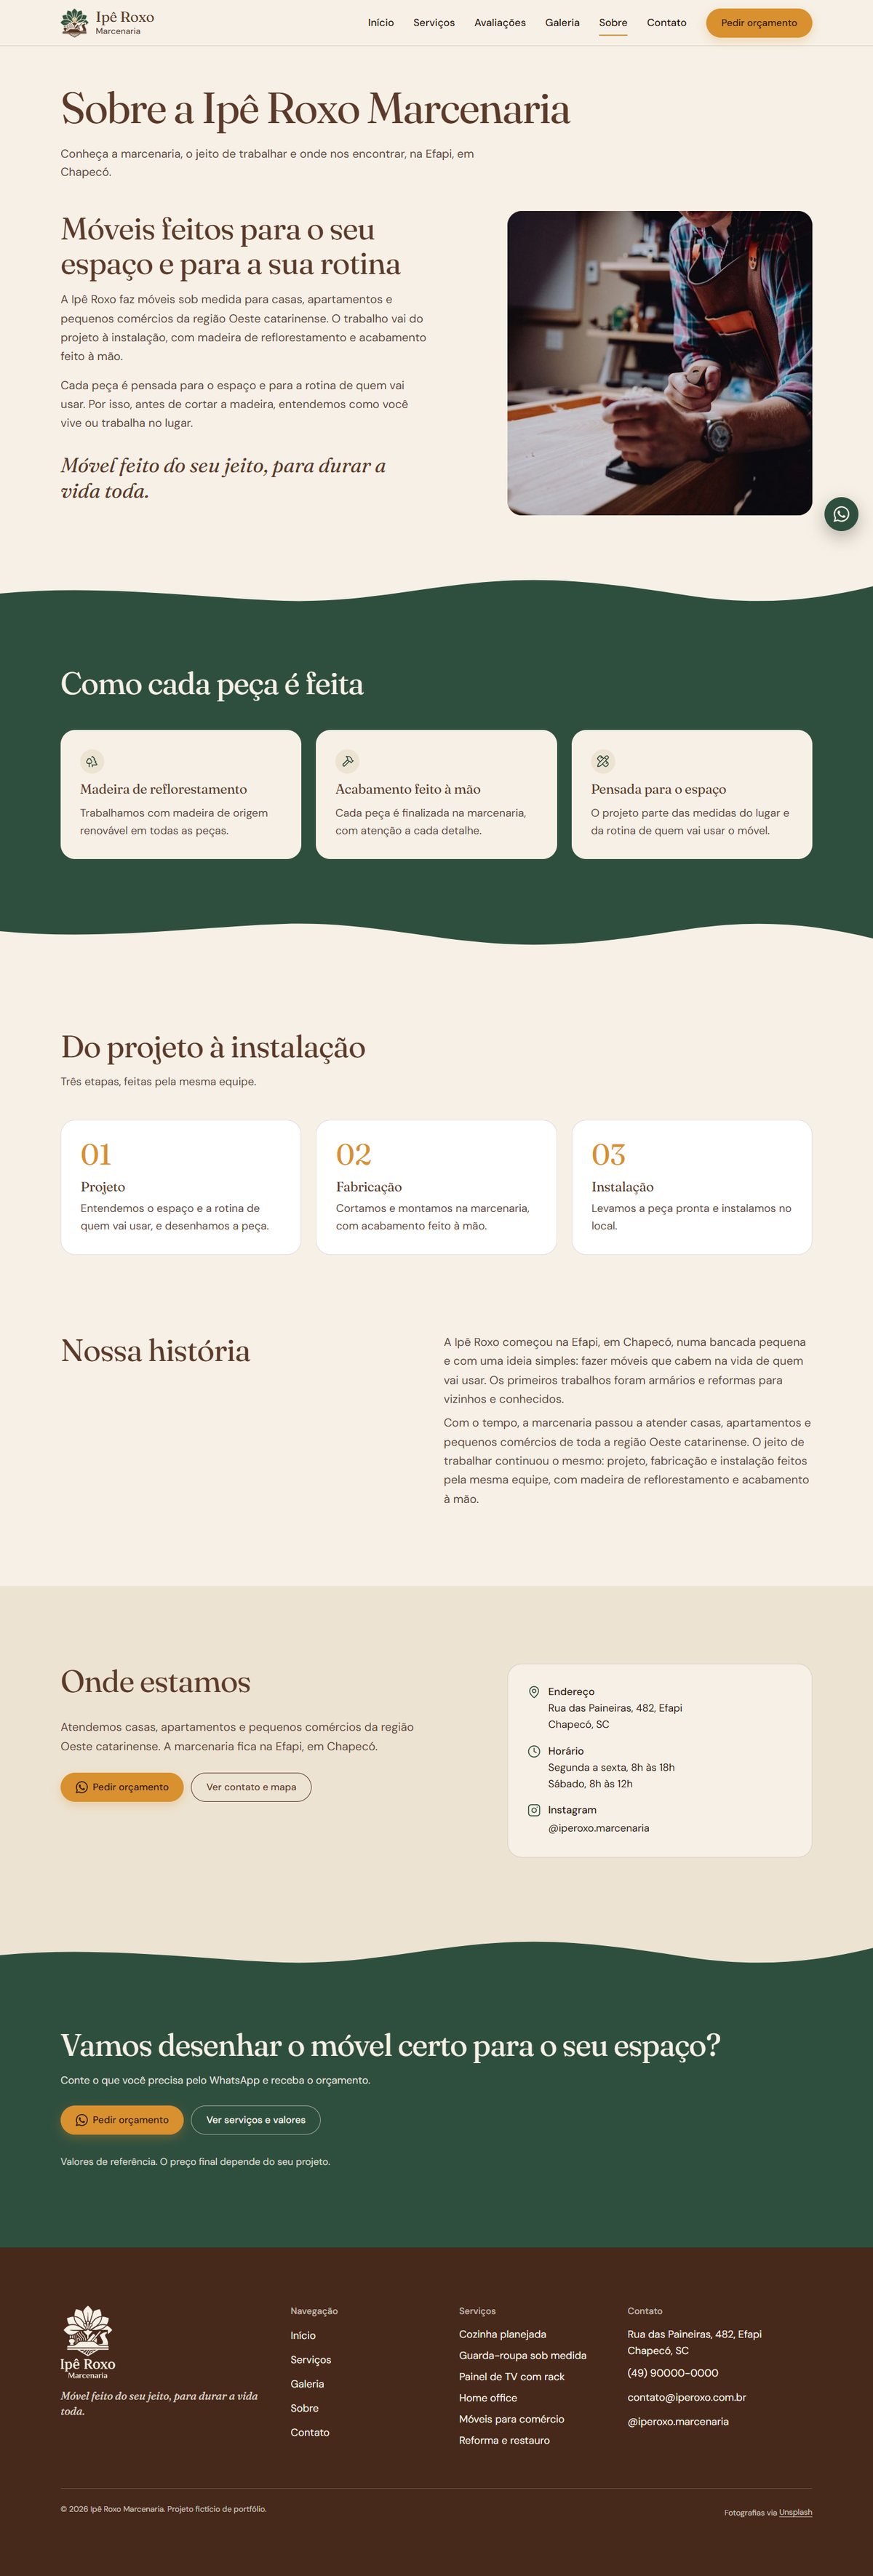 Ipê Roxo
Marcenaria
Início
Serviços
Avaliações
Galeria
Sobre
Contato
Pedir orçamento
Sobre a Ipê Roxo Marcenaria
Conheça a marcenaria, o jeito de trabalhar e onde nos encontrar, na Efapi, em
Chapecó.
Móveis feitos para o seu
espaço e para a sua rotina
A Ipê Roxo faz móveis sob medida para casas, apartamentos e
pequenos comércios da região Oeste catarinense. O trabalho vai do
projeto à instalação, com madeira de reflorestamento e acabamento
feito à mão.
Cada peça é pensada para o espaço e para a rotina de quem vai
usar. Por isso, antes de cortar a madeira, entendemos como você
vive ou trabalha no lugar.
Móvel feito do seu jeito, para durar a
vida toda.
Como cada peça é feita
Madeira de reflorestamento
Trabalhamos com madeira de origem
renovável em todas as peças.
Acabamento feito à mão
Cada peça é finalizada na marcenaria,
com atenção a cada detalhe.
Pensada para o espaço
O projeto parte das medidas do lugar e
da rotina de quem vai usar o móvel.
Do projeto à instalação
Três etapas, feitas pela mesma equipe.
01
Projeto
Entendemos o espaço e a rotina de
quem vai usar, e desenhamos a peça.
02
Fabricação
Cortamos e montamos na marcenaria,
com acabamento feito à mão.
03
Instalação
Levamos a peça pronta e instalamos no
local.
Nossa história
A Ipê Roxo começou na Efapi, em Chapecó, numa bancada pequena
e com uma ideia simples: fazer móveis que cabem na vida de quem
vai usar. Os primeiros trabalhos foram armários e reformas para
vizinhos e conhecidos.
Com o tempo, a marcenaria passou a atender casas, apartamentos e
pequenos comércios de toda a região Oeste catarinense. O jeito de
trabalhar continuou o mesmo: projeto, fabricação e instalação feitos
pela mesma equipe, com madeira de reflorestamento e acabamento
à mão.
Onde estamos
Atendemos casas, apartamentos e pequenos comércios da região
Oeste catarinense. A marcenaria fica na Efapi, em Chapecó.
Pedir orçamento
Ver contato e mapa
Endereço
Rua das Paineiras, 482, Efapi
Chapecó, SC
Horário
Segunda a sexta, 8h às 18h
Sábado, 8h às 12h
Instagram
@iperoxo.marcenaria
Vamos desenhar o móvel certo para o seu espaço?
Conte o que você precisa pelo WhatsApp e receba o orçamento.
Pedir orçamento
Ver serviços e valores
Valores de referência. O preço final depende do seu projeto.
Ipê Roxo
Marcenaria
Móvel feito do seu jeito, para durar a vida
toda.
Navegação
Início
Serviços
Galeria
Sobre
Contato
Serviços
Cozinha planejada
Guarda-roupa sob medida
Painel de TV com rack
Home office
Móveis para comércio
Reforma e restauro
Contato
Rua das Paineiras, 482, Efapi
Chapecó, SC
(49) 90000-0000
contato@iperoxo.com.br
@iperoxo.marcenaria
© 2026 Ipê Roxo Marcenaria. Projeto fictício de portfólio.
Fotografias via Unsplash